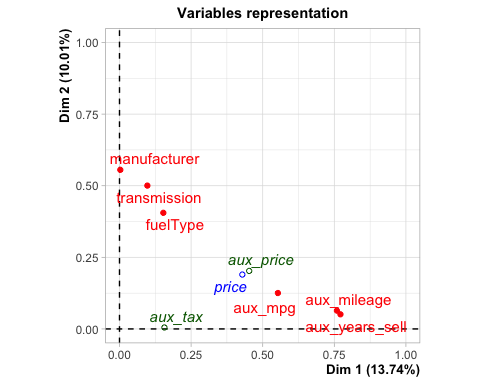 Variables representation
Dim 2 (10.01%)
1.00
0.75
0.50
0.25
0.00
manufacturer
transmission
fuelType
aux_price
price
aux_mpg
aux_mileage
aux_tax
aux_years_sell
0.00 0.25 0.50 0.75 1.00
Dim 1 (13.74%)